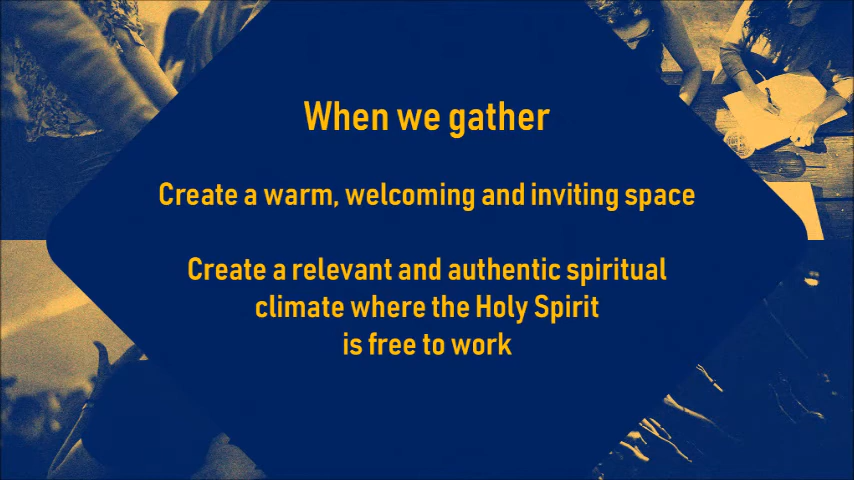 When we gather
Create a warm, welcoming and inviting space
Create a relevant and authentic spiritual
climate where the Holy Spirit
is free to work